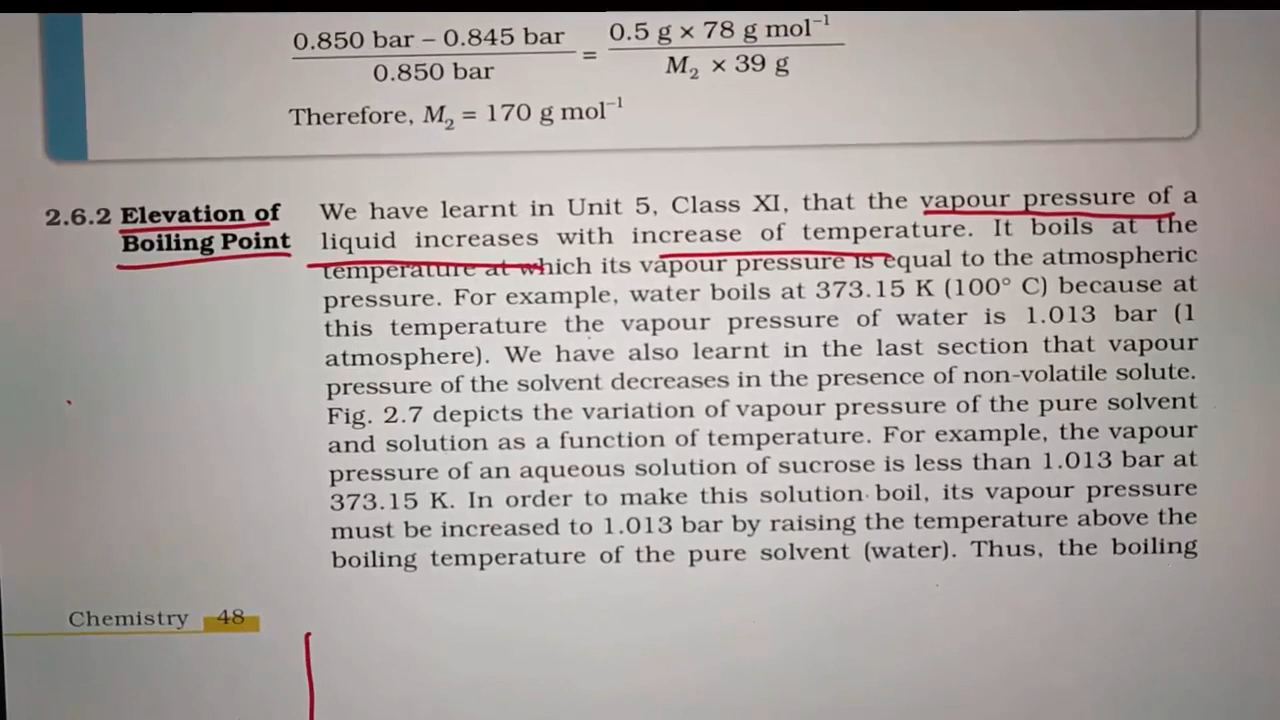 0.850 bar – 0.845 bar / 0.850 bar = 0.5 g × 78 g mol⁻¹ / M₂ × 39 g
Therefore, M₂ = 170 g mol⁻¹
2.6.2 Elevation of
Boiling Point
We have learnt in Unit 5, Class XI, that the vapour pressure of a
liquid increases with increase of temperature. It boils at the
temperature at which its vapour pressure is equal to the atmospheric
pressure. For example, water boils at 373.15 K (100° C) because at
this temperature the vapour pressure of water is 1.013 bar (1
atmosphere). We have also learnt in the last section that vapour
pressure of the solvent decreases in the presence of non-volatile solute.
Fig. 2.7 depicts the variation of vapour pressure of the pure solvent
and solution as a function of temperature. For example, the vapour
pressure of an aqueous solution of sucrose is less than 1.013 bar at
373.15 K. In order to make this solution boil, its vapour pressure
must be increased to 1.013 bar by raising the temperature above the
boiling temperature of the pure solvent (water). Thus, the boiling
Chemistry 48